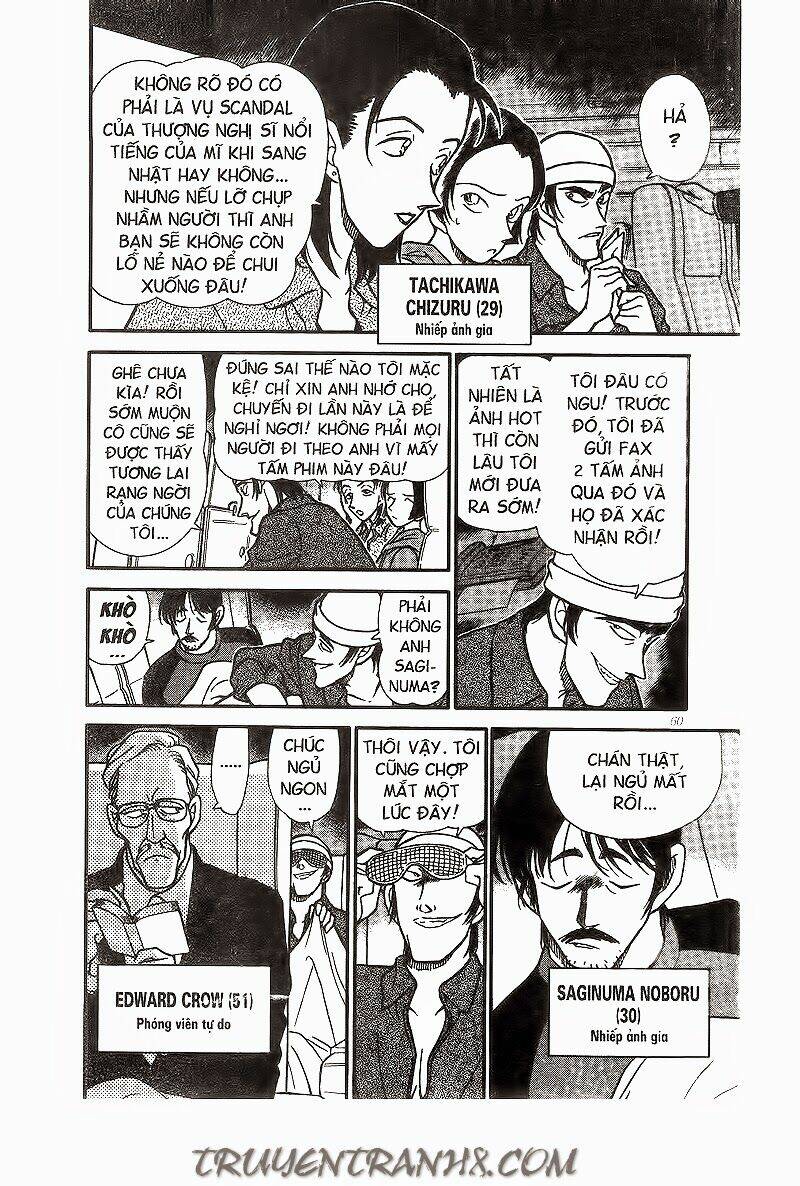 HẢ
?
KHÔNG RÕ ĐÓ CÓ
PHẢI LÀ VỤ SCANDAL
CỦA THƯỢNG NGHỊ SĨ NỔI
TIẾNG CỦA MĨ KHI SANG
NHẬT HAY KHÔNG...
NHƯNG NẾU LỠ CHỤP
NHẦM NGƯỜI THÌ ANH
BẠN SẼ KHÔNG CÒN
LỖ NẺ NÀO ĐỂ CHUI
XUỐNG ĐÂU!
TACHIKAWA
CHIZURU (29)
Nhiếp ảnh gia
TÔI ĐÂU CÓ
NGU! TRƯỚC
ĐÓ, TÔI ĐÃ
GỬI FAX
2 TẤM ẢNH
QUA ĐÓ VÀ
HỌ ĐÃ XÁC
NHẬN RỒI!
TẤT
NHIÊN LÀ
ẢNH HOT
THÌ CÒN
LÂU TÔI
MỚI ĐƯA
RA SỚM!
ĐÚNG SAI THẾ NÀO TÔI MẶC
KỆ! CHỈ XIN ANH NHỚ CHO,
CHUYẾN ĐI LẦN NÀY LÀ ĐỂ
NGHỈ NGƠI! KHÔNG PHẢI MỌI
NGƯỜI ĐI THEO ANH VÌ MẤY
TẤM PHIM NÀY ĐÂU!
GHÊ CHƯA
KÌA! RỒI
SỚM MUỘN
CÔ CŨNG SẼ
ĐƯỢC THẤY
TƯƠNG LAI
RẠNG NGỜI
CỦA CHÚNG
TÔI...
PHẢI
KHÔNG
ANH
SAGI-
NUMA?
KHÒ
KHÒ
...
60
CHÁN THẬT,
LẠI NGỦ MẤT
RỒI...
SAGINUMA NOBORU
(30)
Nhiếp ảnh gia
THÔI VẬY. TÔI
CŨNG CHỢP
MẮT MỘT
LÚC ĐÂY!
CHÚC
NGỦ
NGON
...
.....
EDWARD CROW (51)
Phóng viên tự do
TRUYENTRANH8.COM